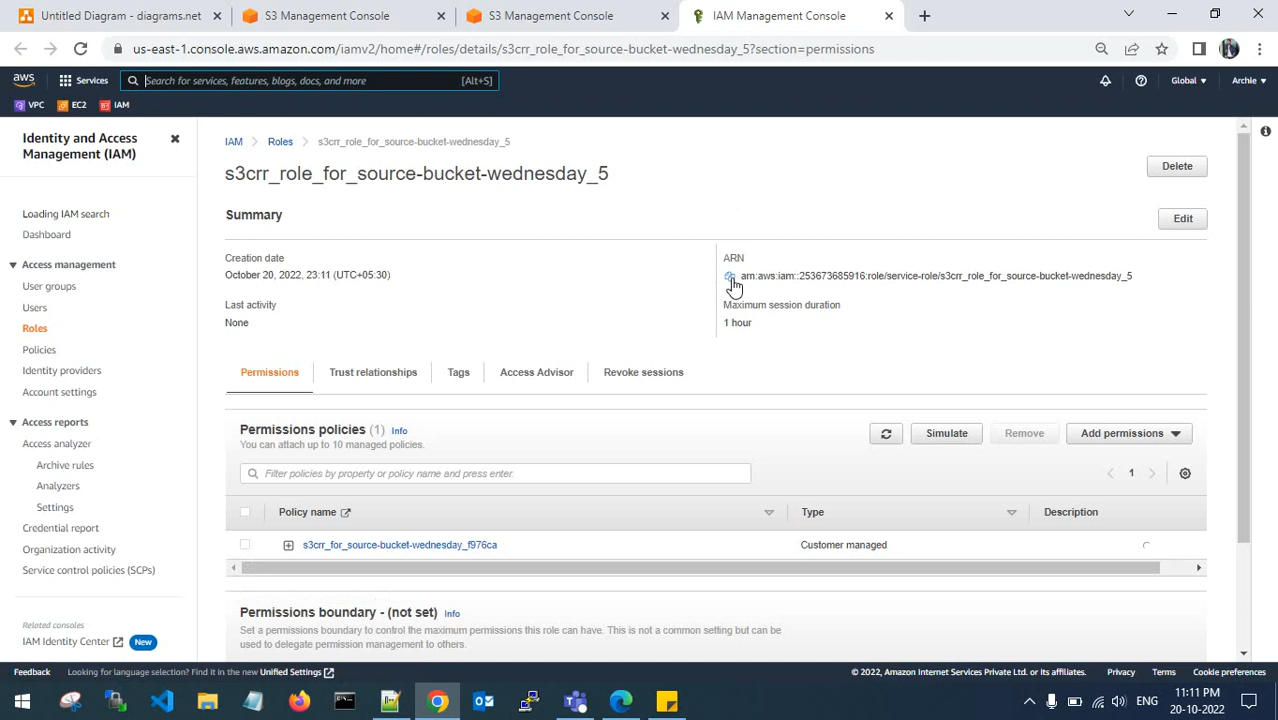 Untitled Diagram - diagrams.net
S3 Management Console
S3 Management Console
IAM Management Console
us-east-1.console.aws.amazon.com/iamv2/home#/roles/details/s3crr_role_for_source-bucket-wednesday_5?section=permissions
aws
Services
Search for services, features, blogs, docs, and more
[Alt+S]
Global
Archie
VPC
EC2
IAM
Identity and Access
Management (IAM)
Loading IAM search
Dashboard
Access management
User groups
Users
Roles
Policies
Identity providers
Account settings
Access reports
Access analyzer
Archive rules
Analyzers
Settings
Credential report
Organization activity
Service control policies (SCPs)
Related consoles
IAM Identity Center
New
IAM
Roles
s3crr_role_for_source-bucket-wednesday_5
s3crr_role_for_source-bucket-wednesday_5
Delete
Summary
Edit
Creation date
October 20, 2022, 23:11 (UTC+05:30)
ARN
arn:aws:iam::253673685916:role/service-role/s3crr_role_for_source-bucket-wednesday_5
Last activity
None
Maximum session duration
1 hour
Permissions
Trust relationships
Tags
Access Advisor
Revoke sessions
Permissions policies (1)
Info
You can attach up to 10 managed policies.
Simulate
Remove
Add permissions
Filter policies by property or policy name and press enter.
1
Policy name
Type
Description
s3crr_for_source-bucket-wednesday_f976ca
Customer managed
Permissions boundary - (not set)
Info
Set a permissions boundary to control the maximum permissions this role can have. This is not a common setting but can be
used to delegate permission management to others.
Feedback
Looking for language selection? Find it in the new Unified Settings
© 2022, Amazon Internet Services Private Ltd. or its affiliates.
Privacy
Terms
Cookie preferences
ENG
11:11 PM
20-10-2022